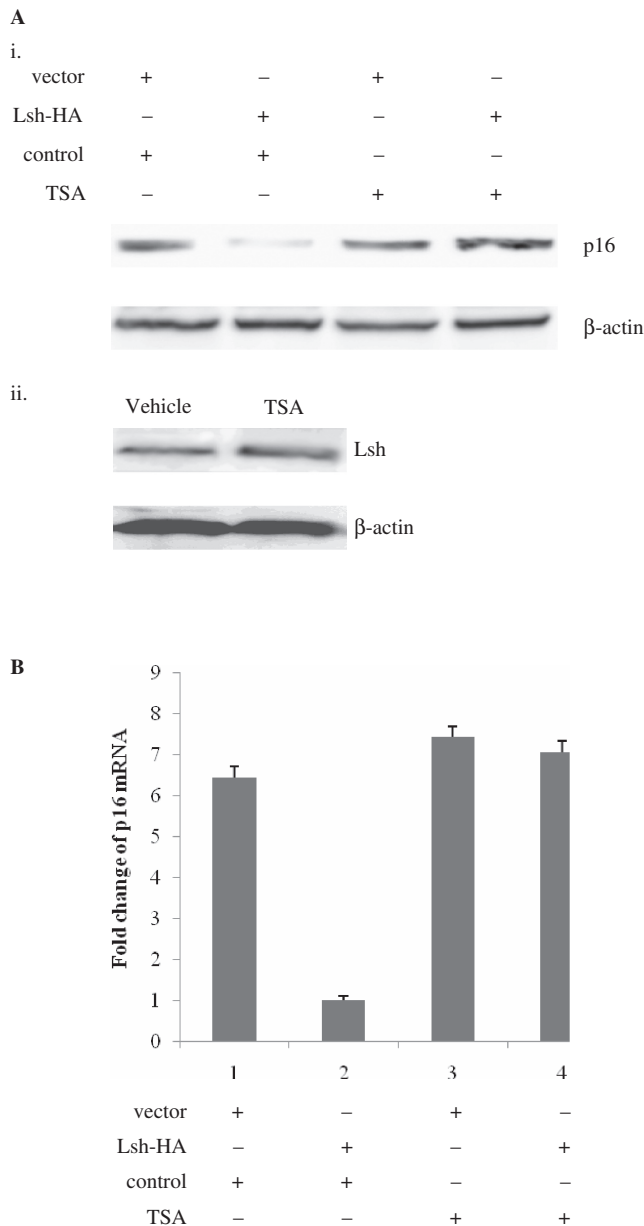 A
i.
vector + – + –
Lsh-HA – + – +
control + + – –
TSA – – + +
p16
β-actin
ii.
Vehicle TSA
Lsh
β-actin
B
9
8
7
6
5
4
3
2
1
0
Fold change of p16 mRNA
1 2 3 4
vector + – + –
Lsh-HA – + – +
control + + – –
TSA – – + +